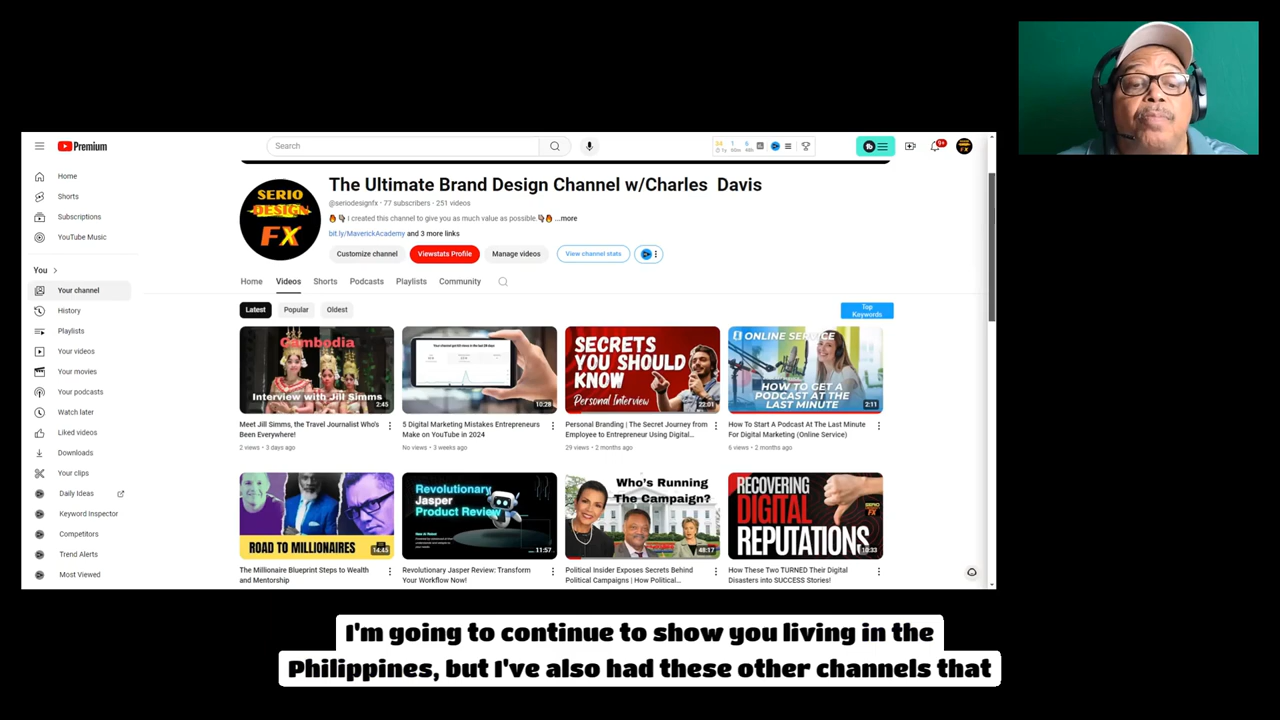 Premium
Search
9+
Home
Shorts
Subscriptions
YouTube Music
You
Your channel
History
Playlists
Your videos
Your movies
Your podcasts
Watch later
Liked videos
Downloads
Your clips
Daily Ideas
Keyword Inspector
Competitors
Trend Alerts
Most Viewed
SERIO
DESIGN
FX
The Ultimate Brand Design Channel w/Charles Davis
@seriodesignfx · 77 subscribers · 251 videos
I created this channel to give you as much value as possible. ...more
bit.ly/MaverickAcademy and 3 more links
Customize channel
Viewstats Profile
Manage videos
View channel stats
Home Videos Shorts Podcasts Playlists Community
Latest Popular Oldest
Top
Keywords
Cambodia
Interview with Jill Simms
2:45
Meet Jill Simms, the Travel Journalist Who's
Been Everywhere!
2 views · 3 days ago
10:28
5 Digital Marketing Mistakes Entrepreneurs
Make on YouTube in 2024
No views · 3 weeks ago
SECRETS
YOU SHOULD
KNOW
Personal Interview
22:01
Personal Branding | The Secret Journey from
Employee to Entrepreneur Using Digital...
29 views · 2 months ago
ONLINE SERVICE
HOW TO GET A
PODCAST AT THE
LAST MINUTE
2:11
How To Start A Podcast At The Last Minute
For Digital Marketing (Online Service)
6 views · 2 months ago
ROAD TO MILLIONAIRES
14:45
The Millionaire Blueprint Steps to Wealth
and Mentorship
Revolutionary
Jasper
Product Review
11:57
Revolutionary Jasper Review: Transform
Your Workflow Now!
Who's Running
The Campaign?
48:17
Political Insider Exposes Secrets Behind
Political Campaigns | How Political...
RECOVERING
DIGITAL
REPUTATIONS
SERIO
FX
10:33
How These Two TURNED Their Digital
Disasters into SUCCESS Stories!
I'm going to continue to show you living in the
Philippines, but I've also had these other channels that